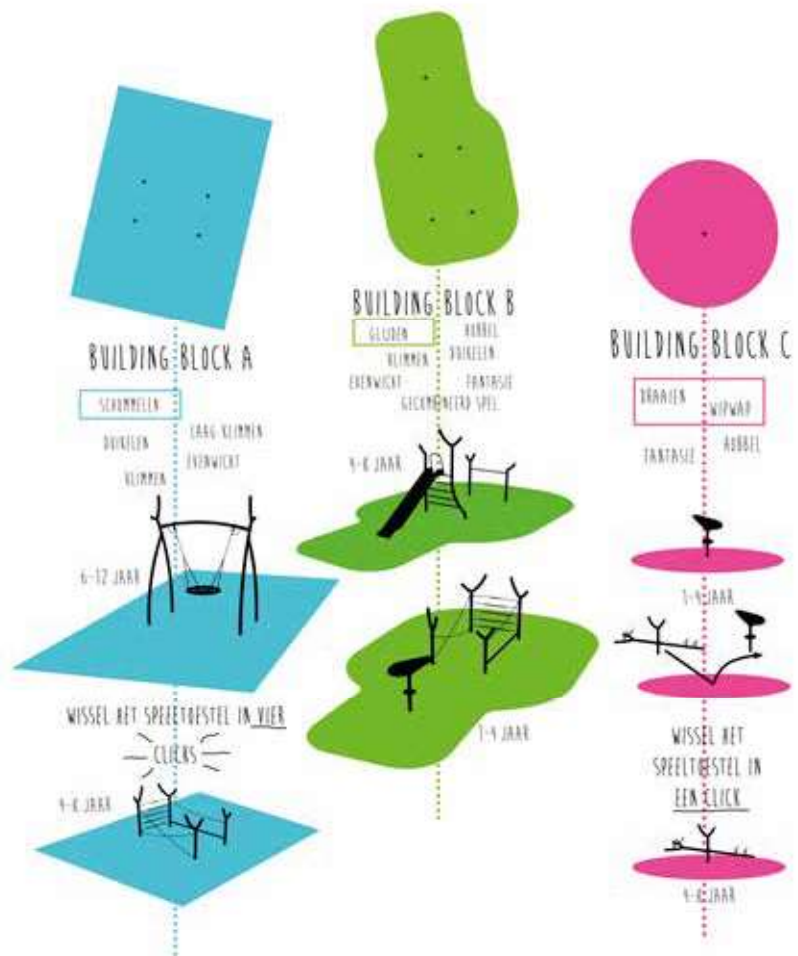 BUILDING BLOCK A
SCHOMMELEN
DUIKELEN
LAAG KLIMMEN
EVENWICHT
KLIMMEN
6-12 JAAR
WISSEL HET SPEELTOESTEL IN VIER
CLICKS
4-8 JAAR
BUILDING BLOCK B
GLIJDEN
HOBBEL
KLIMMEN
DUIKELEN
EVENWICHT
FANTASIE
GECOMBINEERD SPEL
4-8 JAAR
1-4 JAAR
BUILDING BLOCK C
DRAAIEN
WIPWAP
FANTASIE
HOBBEL
1-4 JAAR
WISSEL HET
SPEELTOESTEL IN
EEN CLICK
4-8 JAAR